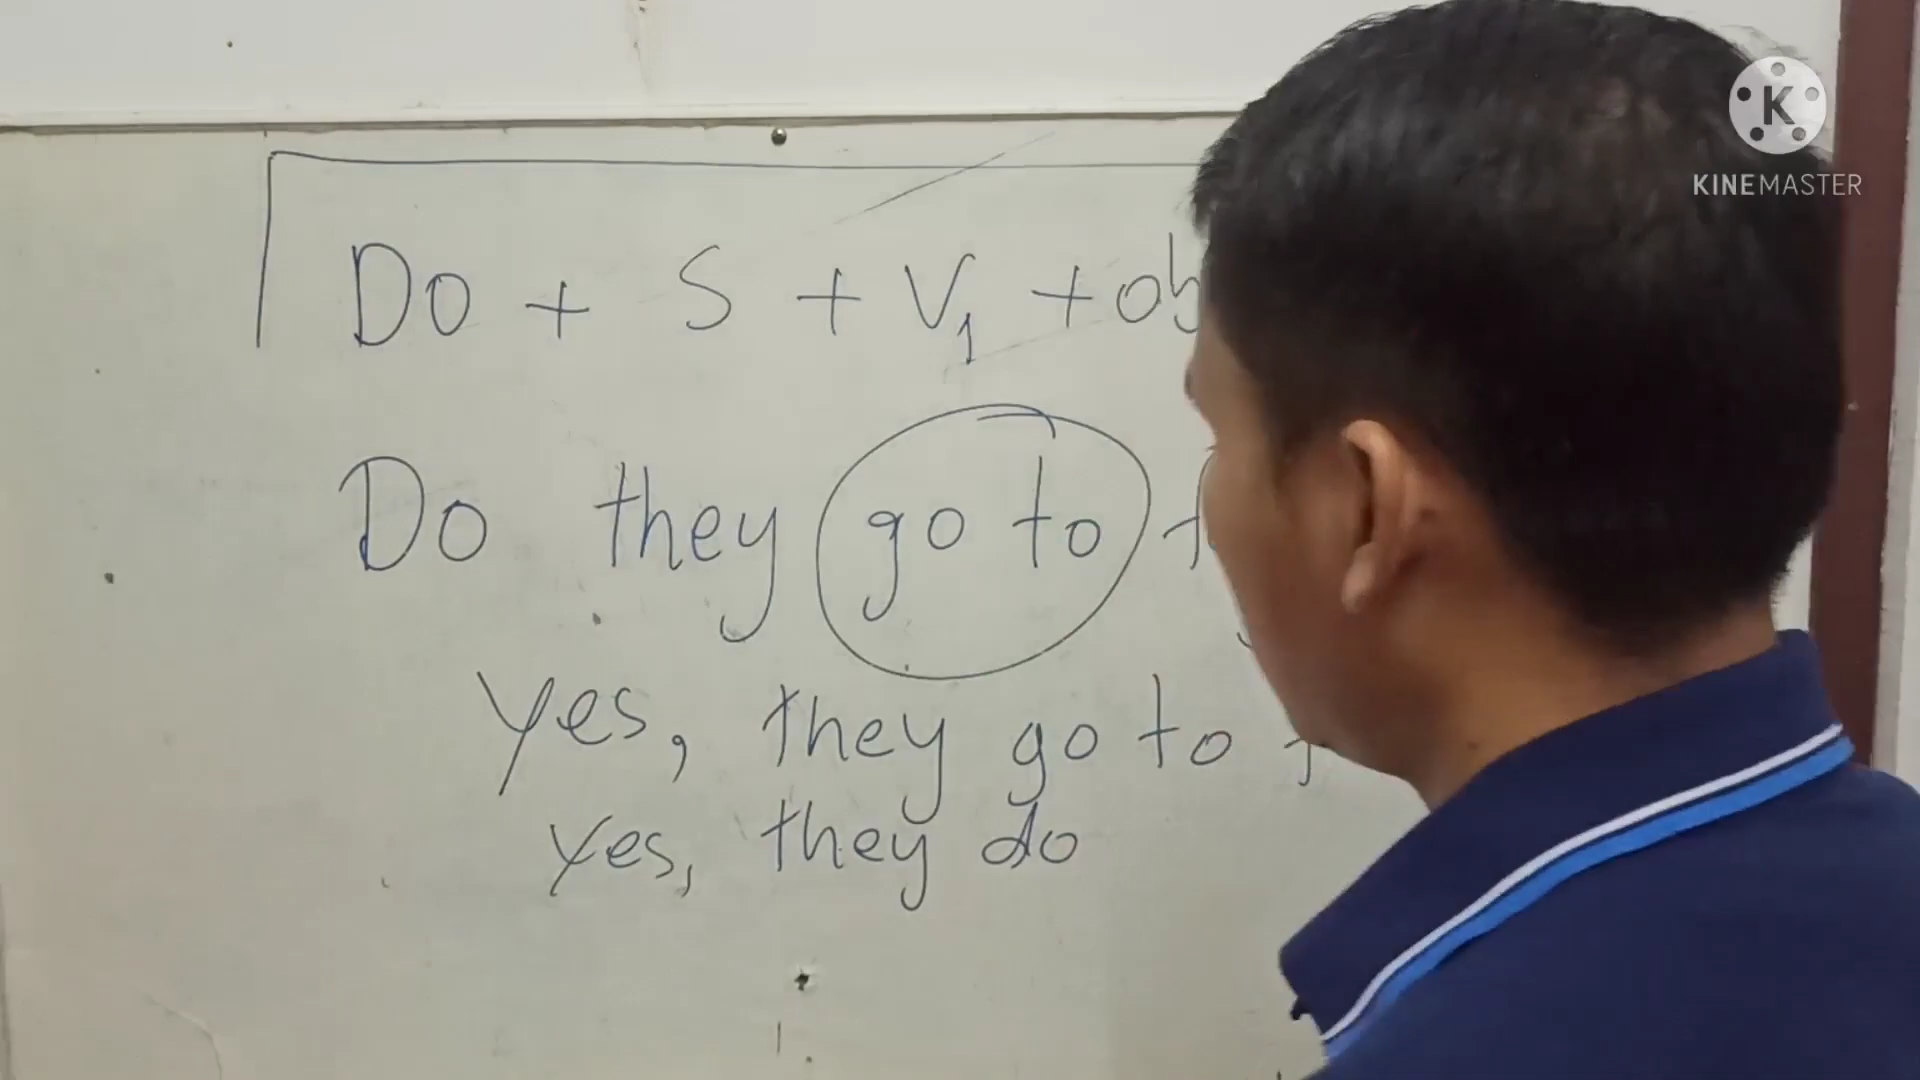 K
KINEMASTER
Do + S + V1 + ob
Do they go to
Yes, they go to
yes, they do